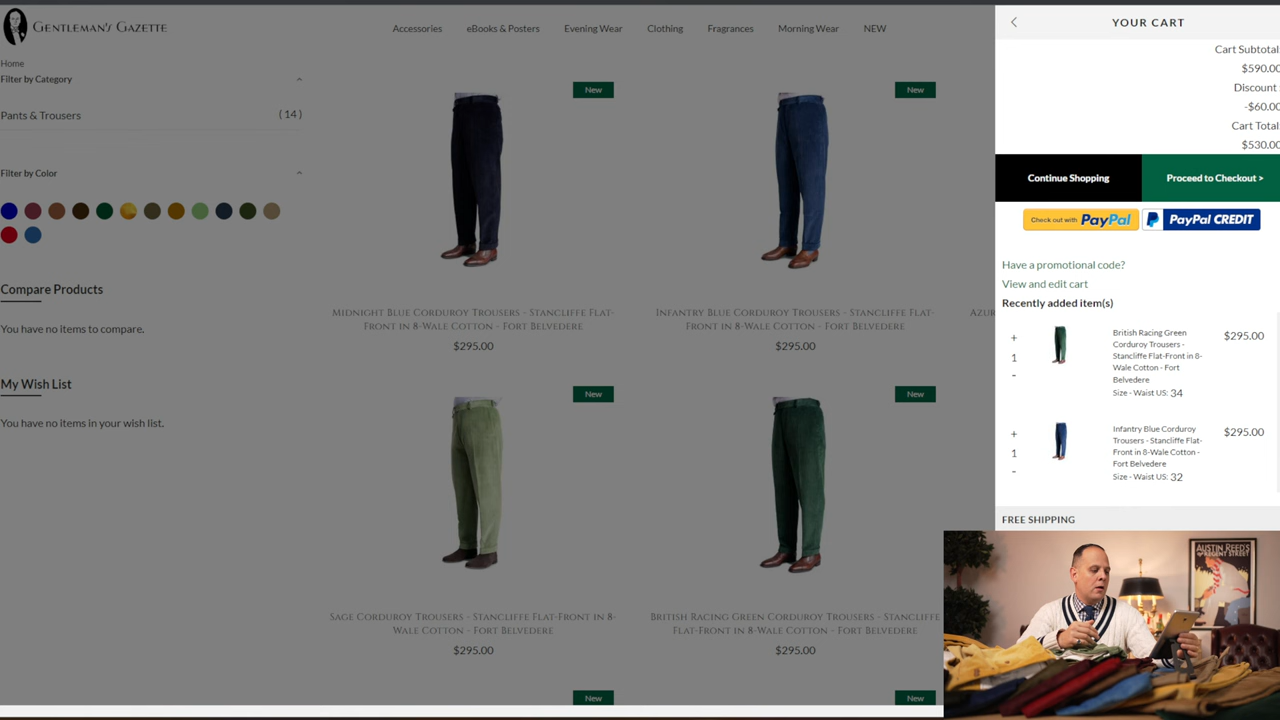 GENTLEMAN'S GAZETTE
Accessories
eBooks & Posters
Evening Wear
Clothing
Fragrances
Morning Wear
NEW
Home
Filter by Category
Pants & Trousers
( 14 )
Filter by Color
Compare Products
You have no items to compare.
My Wish List
You have no items in your wish list.
New
New
MIDNIGHT BLUE CORDUROY TROUSERS - STANCLIFFE FLAT-
FRONT IN 8-WALE COTTON - FORT BELVEDERE
$295.00
INFANTRY BLUE CORDUROY TROUSERS - STANCLIFFE FLAT-
FRONT IN 8-WALE COTTON - FORT BELVEDERE
$295.00
AZUR
New
New
SAGE CORDUROY TROUSERS - STANCLIFFE FLAT-FRONT IN 8-
WALE COTTON - FORT BELVEDERE
$295.00
BRITISH RACING GREEN CORDUROY TROUSERS - STANCLIFFE
FLAT-FRONT IN 8-WALE COTTON - FORT BELVEDERE
$295.00
New
New
YOUR CART
Cart Subtotal:
$590.00
Discount :
-$60.00
Cart Total
$530.00
Continue Shopping
Proceed to Checkout >
Check out with PayPal
PayPal CREDIT
Have a promotional code?
View and edit cart
Recently added item(s)
+
1
-
British Racing Green
Corduroy Trousers -
Stancliffe Flat-Front in 8-
Wale Cotton - Fort
Belvedere
Size - Waist US: 34
$295.00
+
1
-
Infantry Blue Corduroy
Trousers - Stancliffe Flat-
Front in 8-Wale Cotton -
Fort Belvedere
Size - Waist US: 32
$295.00
FREE SHIPPING
AUSTIN REED'S
OF REGENT STREET